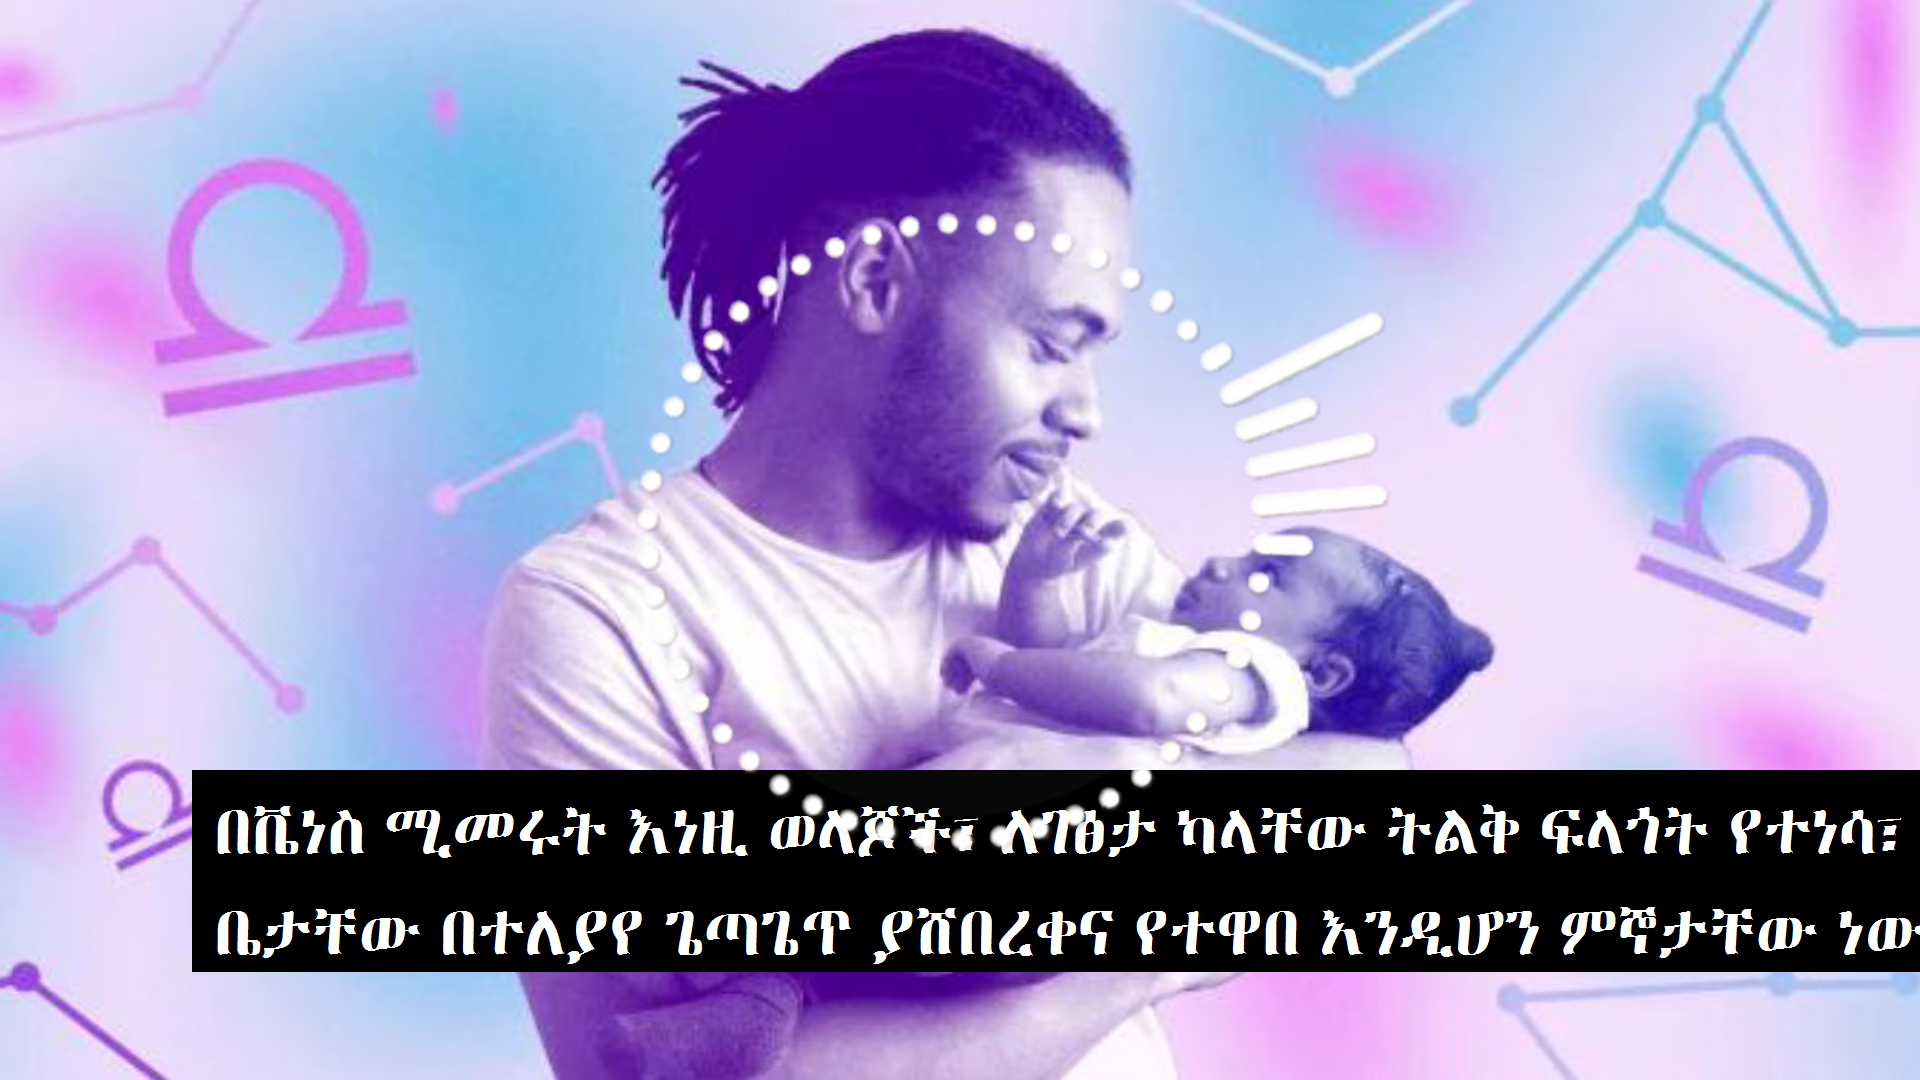 በቬነስ ሚመሩት እነዚ ወላጆች፣ ለገፅታ ካላቸው ትልቅ ፍላጎት የተነሳ፣
ቤታቸው በተለያየ ጌጣጌጥ ያሸበረቀና የተዋበ እንዲሆን ምኞታቸው ነው